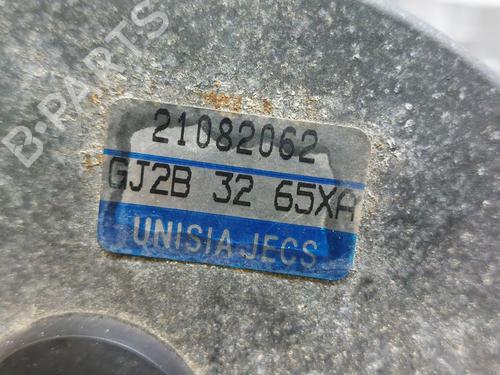 B-PARTS
21082062
GJ2B 32 65XA
UNISIA JECS